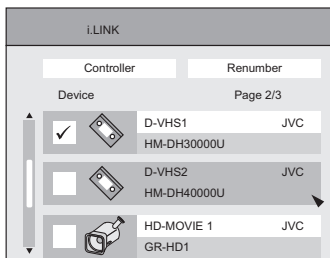 i.LINK
Controller Renumber
Device Page 2/3
D-VHS1 JVC
HM-DH30000U
D-VHS2 JVC
HM-DH40000U
HD-MOVIE 1 JVC
GR-HD1